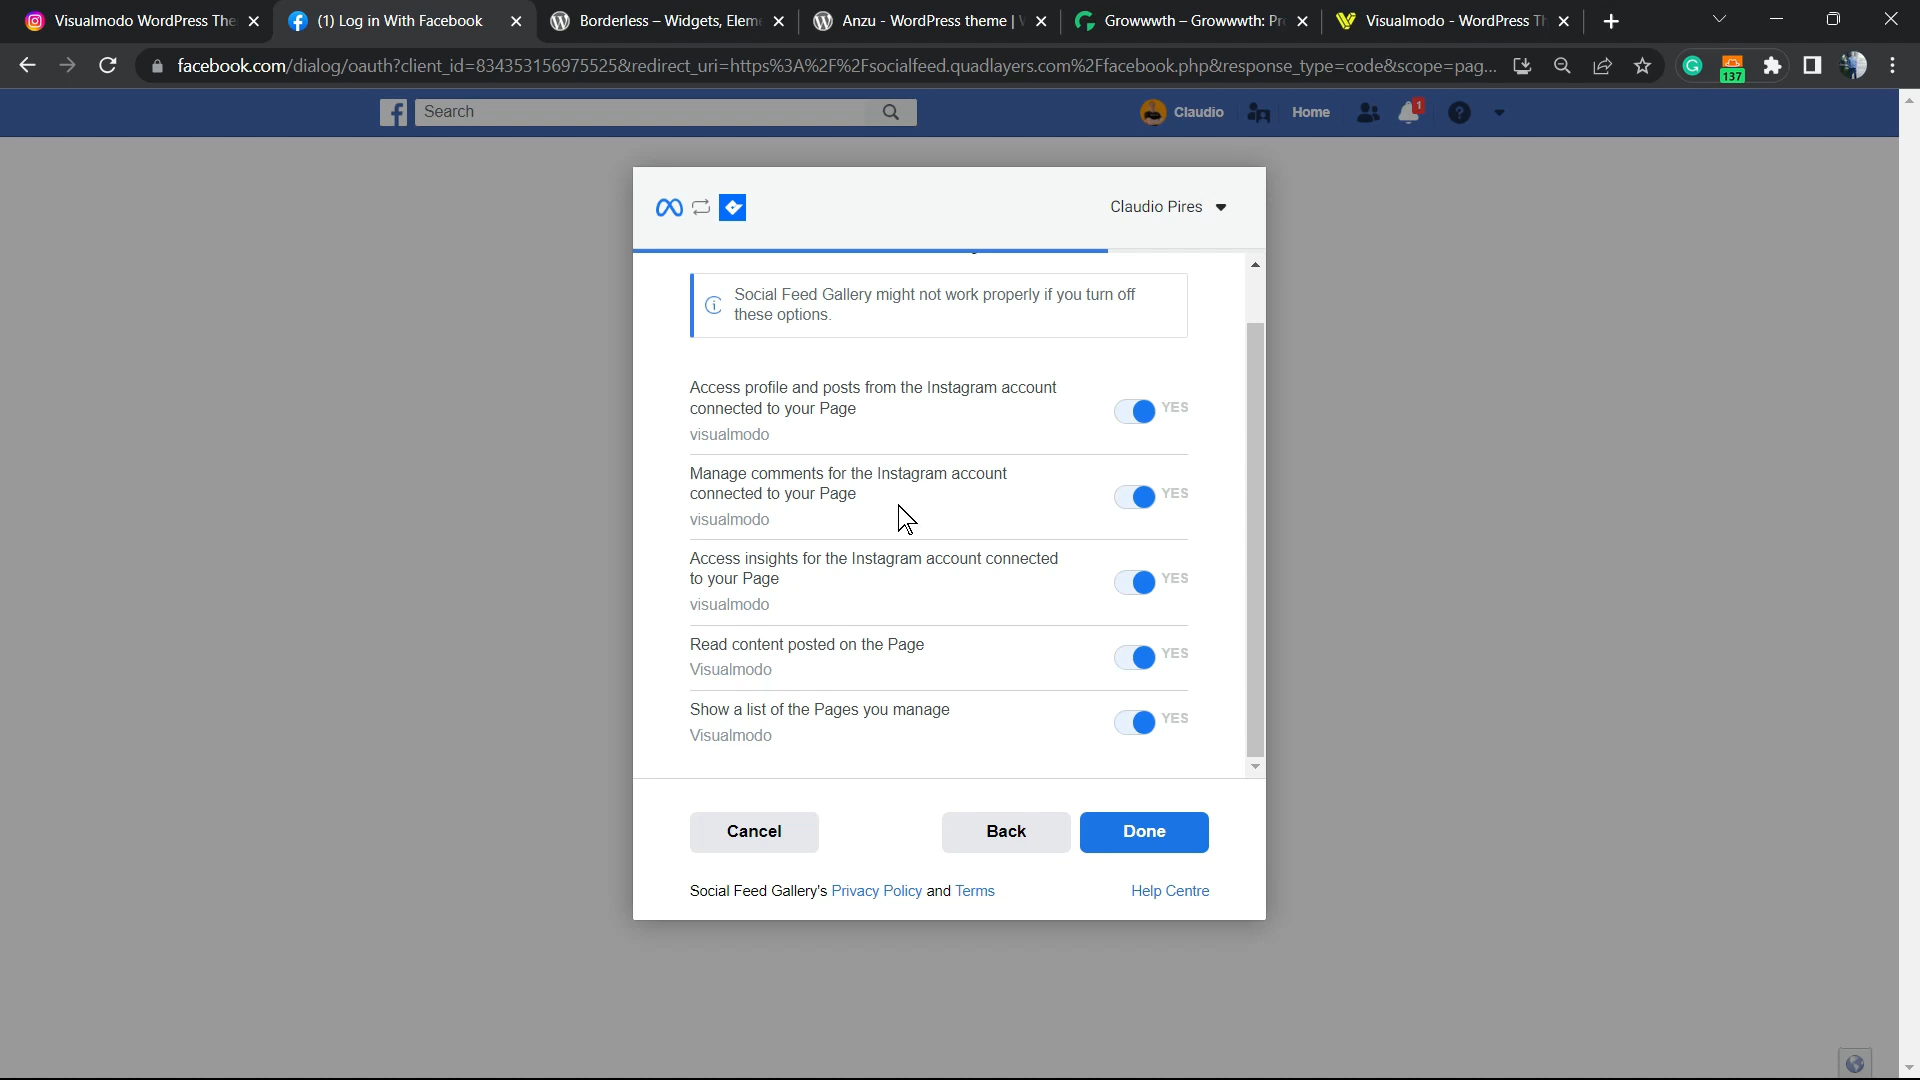 Visualmodo WordPress The
(1) Log in With Facebook
Borderless – Widgets, Elem
Anzu - WordPress theme |
Growwwth – Growwwth: Pr
Visualmodo - WordPress Th
facebook.com/dialog/oauth?client_id=834353156975525&redirect_uri=https%3A%2F%2Fsocialfeed.quadlayers.com%2Ffacebook.php&response_type=code&scope=pag...
137
Search
Claudio
Home
1
Claudio Pires
Social Feed Gallery might not work properly if you turn off
these options.
Access profile and posts from the Instagram account
connected to your Page
visualmodo
YES
Manage comments for the Instagram account
connected to your Page
visualmodo
YES
Access insights for the Instagram account connected
to your Page
visualmodo
YES
Read content posted on the Page
Visualmodo
YES
Show a list of the Pages you manage
Visualmodo
YES
Cancel
Back
Done
Social Feed Gallery's Privacy Policy and Terms
Help Centre